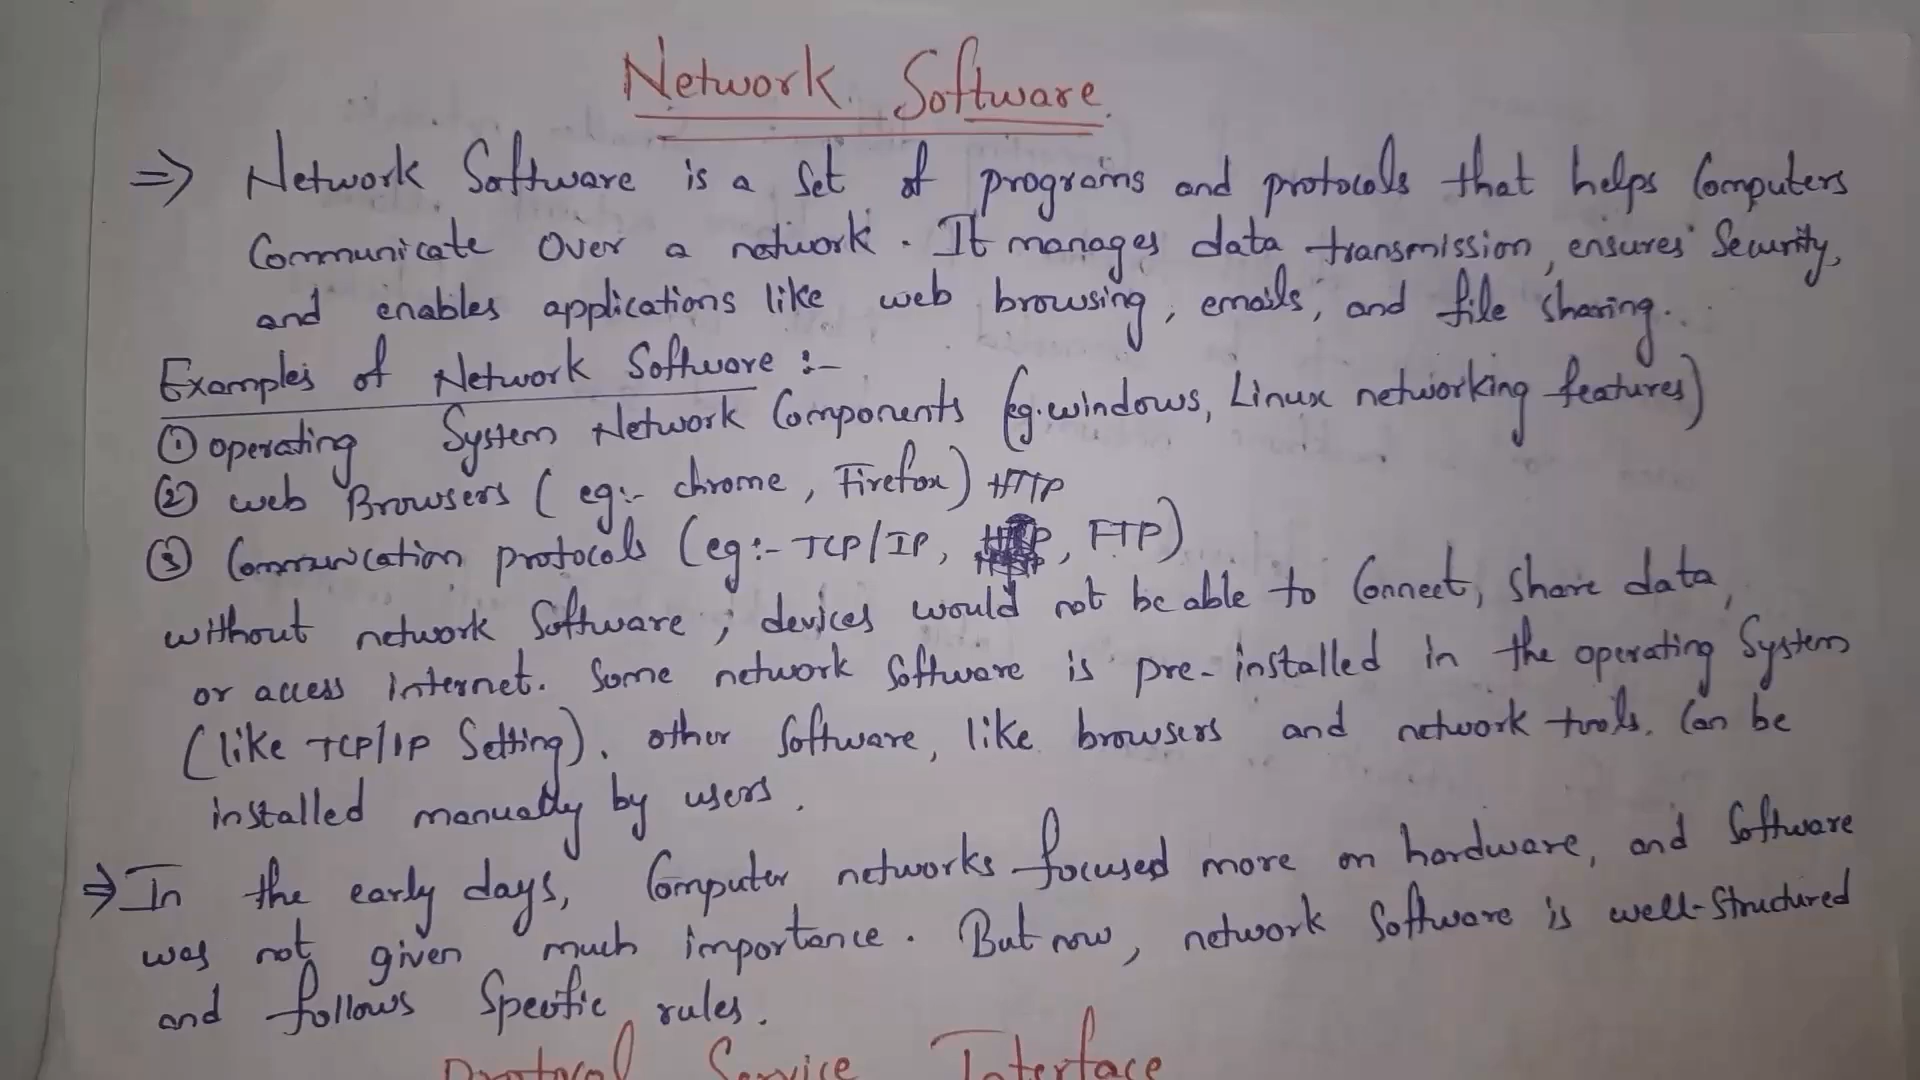 Network Software.
⇒ Network Software is a set of programs and protocols that helps Computers
Communicate Over a network. It manages data transmission, ensures Security,
and enables applications like web browsing, emails, and file sharing.
Examples of Network Software :-
① operating System Network Components (eg. windows, Linux networking features)
② web Browsers (eg:- chrome, Firefox)
HTTP
③ Communication protocols (eg:- TCP/IP, , FTP)
without network Software, devices would not be able to Connect, Share data,
or access internet. Some network Software is pre-installed in the operating System
(like TCP/IP Setting). other Software, like browsers and network tools. Can be
installed manually by users.
⇒ In the early days, Computer networks focused more on hardware, and Software
was not given much importance. But now, network Software is well-Structured
and follows Specific rules.
Protocol Service Interface